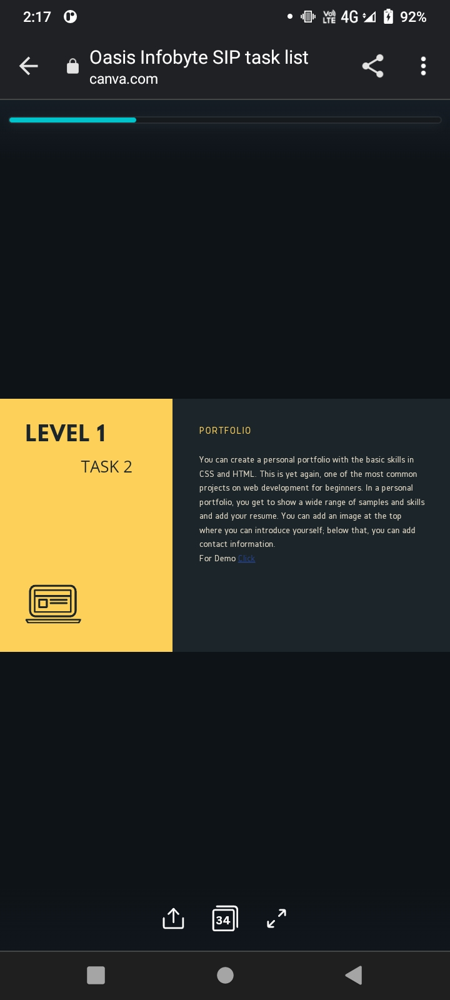 2:17
Vo) LTE 4G 92%
Oasis Infobyte SIP task list
canva.com
LEVEL 1
TASK 2
PORTFOLIO
You can create a personal portfolio with the basic skills in
CSS and HTML. This is yet again, one of the most common
projects on web development for beginners. In a personal
portfolio, you get to show a wide range of samples and skills
and add your resume. You can add an image at the top
where you can introduce yourself; below that, you can add
contact information.
For Demo Click
34